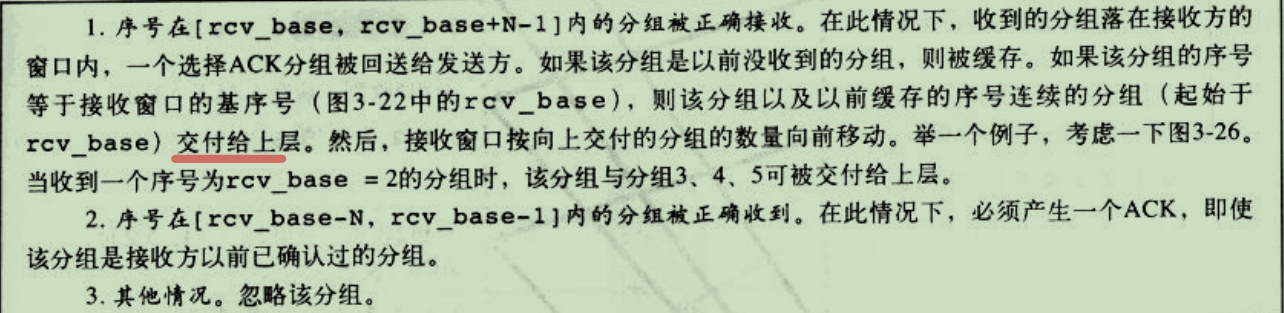 1. 序号在[rcv_base, rcv_base+N-1]内的分组被正确接收。在此情况下，收到的分组落在接收方的
窗口内，一个选择ACK分组被回送给发送方。如果该分组是以前没收到的分组，则被缓存。如果该分组的序号
等于接收窗口的基序号（图3-22中的rcv_base），则该分组以及以前缓存的序号连续的分组（起始于
rcv_base）交付给上层。然后，接收窗口按向上交付的分组的数量向前移动。举一个例子，考虑一下图3-26。
当收到一个序号为rcv_base = 2的分组时，该分组与分组3、4、5可被交付给上层。
2. 序号在[rcv_base-N, rcv_base-1]内的分组被正确收到。在此情况下，必须产生一个ACK，即使
该分组是接收方以前已确认过的分组。
3. 其他情况。忽略该分组。